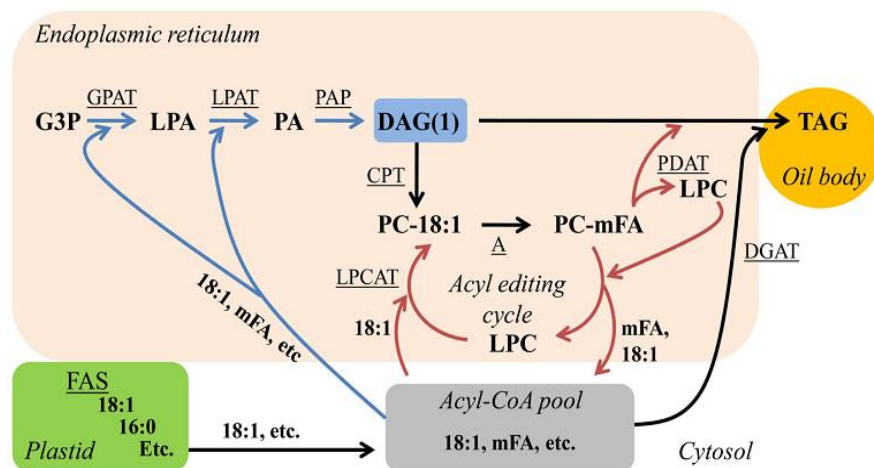 Endoplasmic reticulum
GPAT LPAT PAP
G3P LPA PA DAG(1) TAG
CPT PDAT
LPC Oil body
PC-18:1 PC-mFA
A DGAT
LPCAT Acyl editing
cycle
18:1 LPC mFA,
18:1
18:1, mFA, etc
FAS
18:1
16:0
Plastid Etc.
18:1, etc.
Acyl-CoA pool
18:1, mFA, etc.
Cytosol